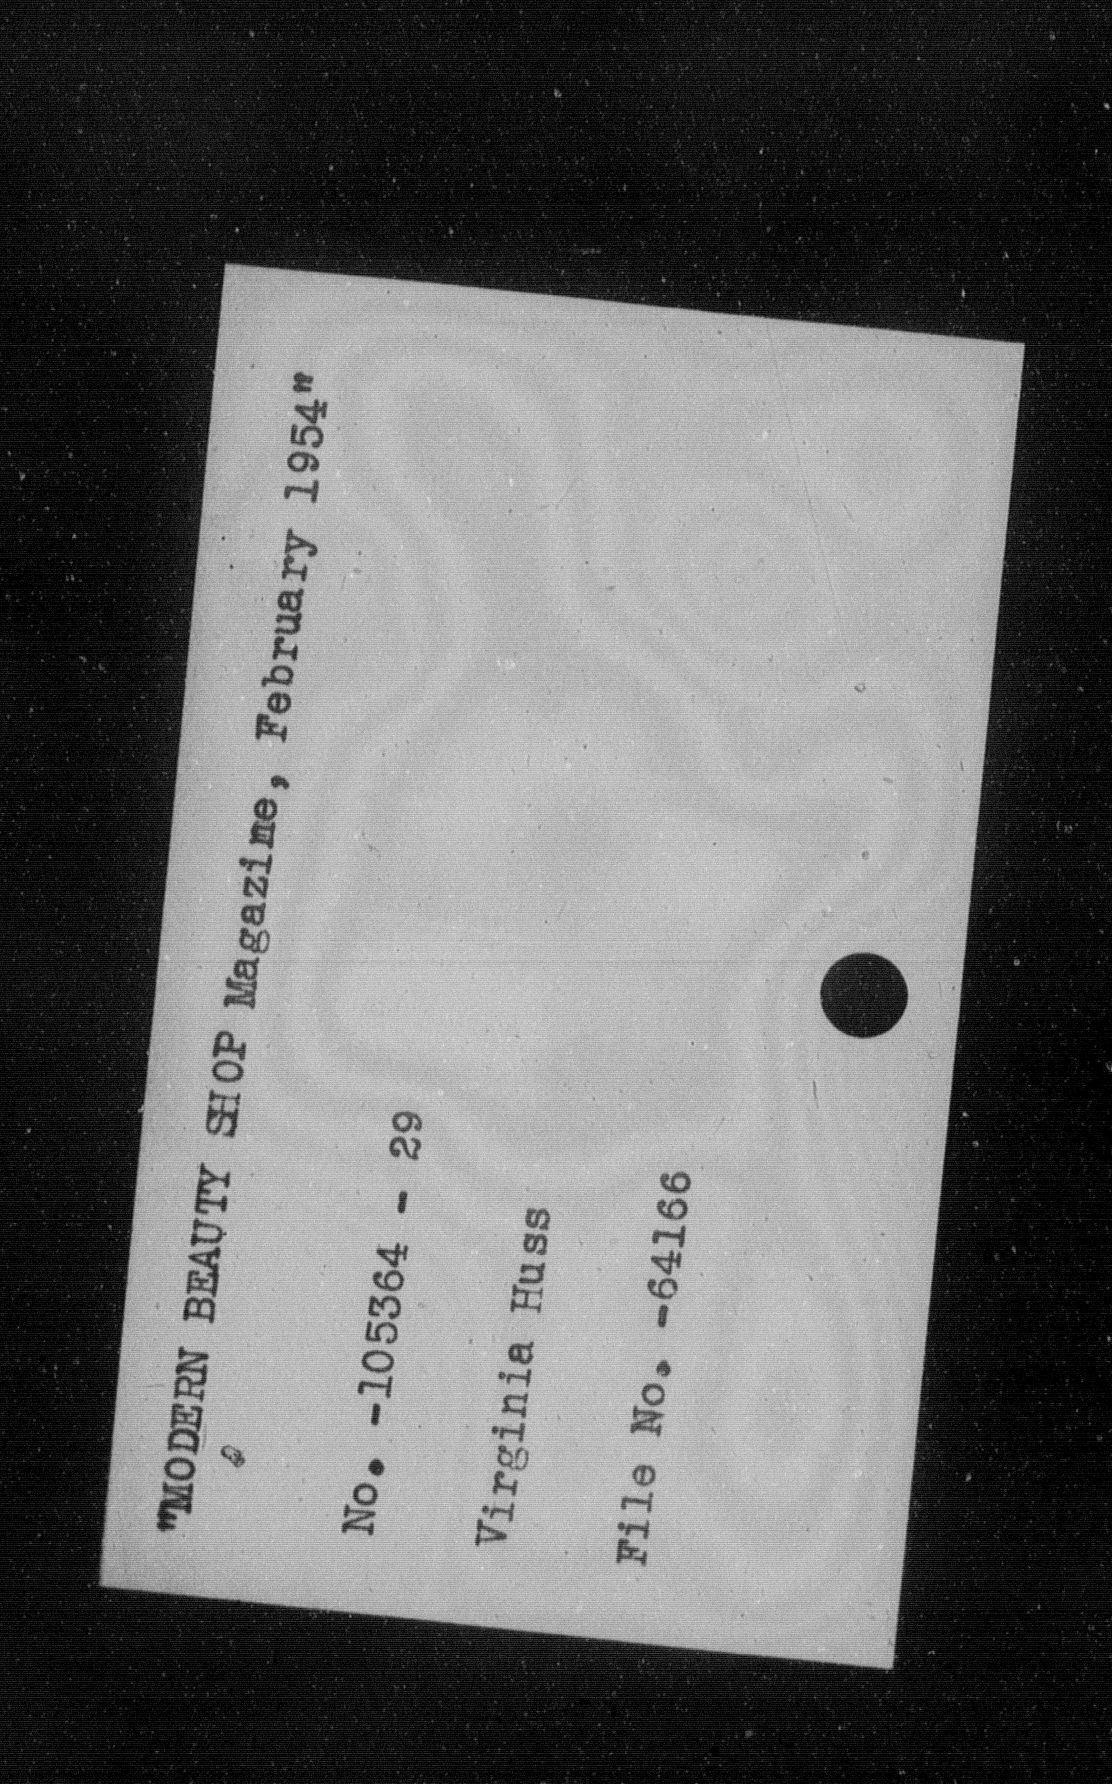 "MODERN BEAUTY SHOP Magazine, February 1954"
No. -105364 - 29
Virginia Huss
File No. -64166